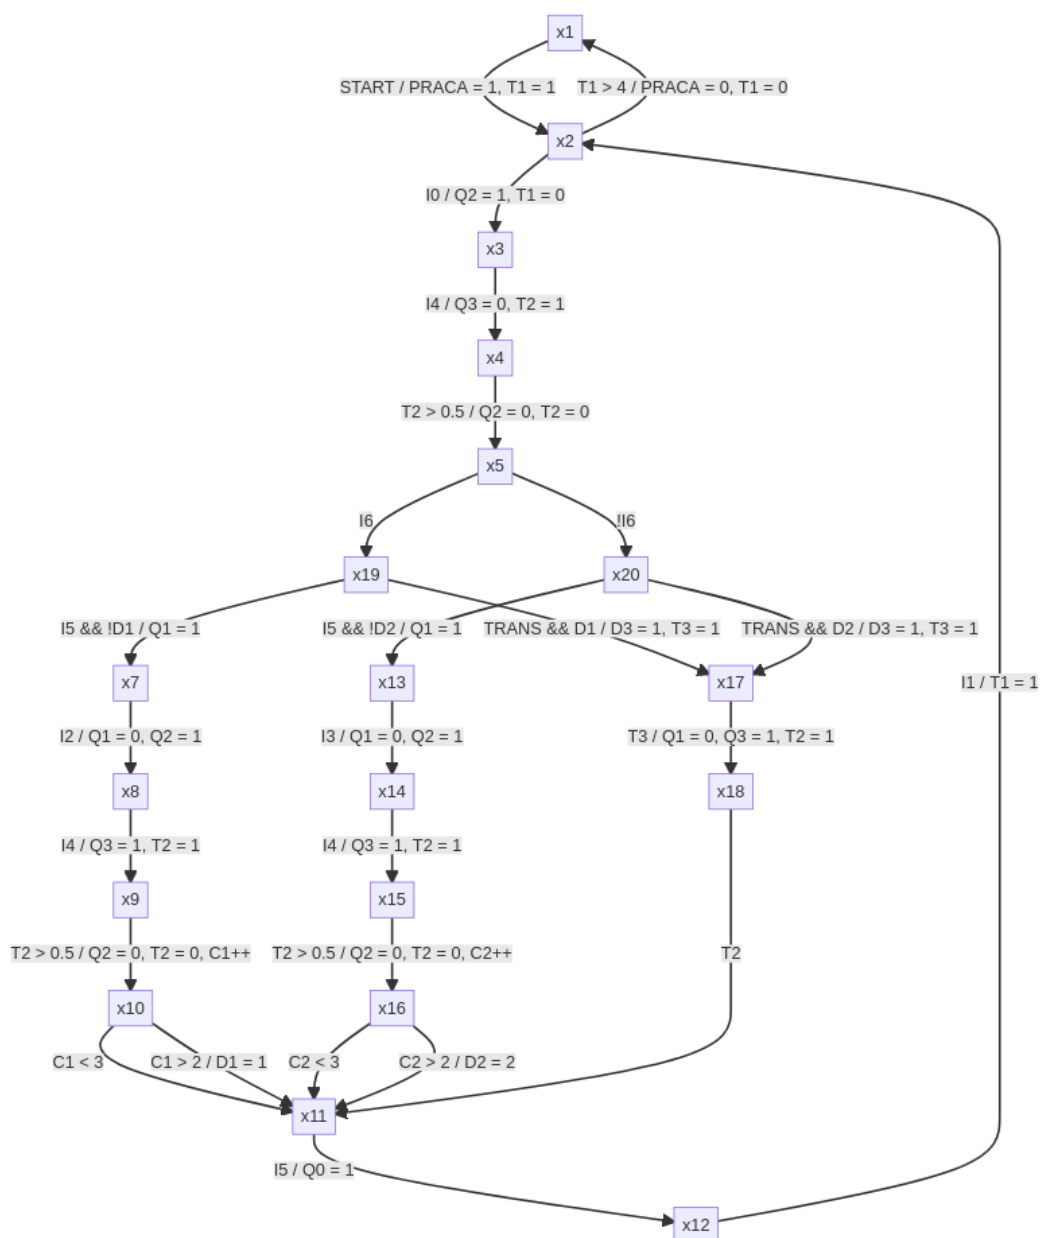 x1
START / PRACA = 1, T1 = 1
T1 > 4 / PRACA = 0, T1 = 0
x2
I0 / Q2 = 1, T1 = 0
x3
I4 / Q3 = 0, T2 = 1
x4
T2 > 0.5 / Q2 = 0, T2 = 0
x5
I6
!I6
x19
x20
I5 && !D1 / Q1 = 1
I5 && !D2 / Q1 = 1
TRANS && D1 / D3 = 1, T3 = 1
TRANS && D2 / D3 = 1, T3 = 1
x7
x13
x17
I1 / T1 = 1
I2 / Q1 = 0, Q2 = 1
I3 / Q1 = 0, Q2 = 1
T3 / Q1 = 0, Q3 = 1, T2 = 1
x8
x14
x18
I4 / Q3 = 1, T2 = 1
I4 / Q3 = 1, T2 = 1
x9
x15
T2 > 0.5 / Q2 = 0, T2 = 0, C1++
T2 > 0.5 / Q2 = 0, T2 = 0, C2++
T2
x10
x16
C1 < 3
C1 > 2 / D1 = 1
C2 < 3
C2 > 2 / D2 = 2
x11
I5 / Q0 = 1
x12